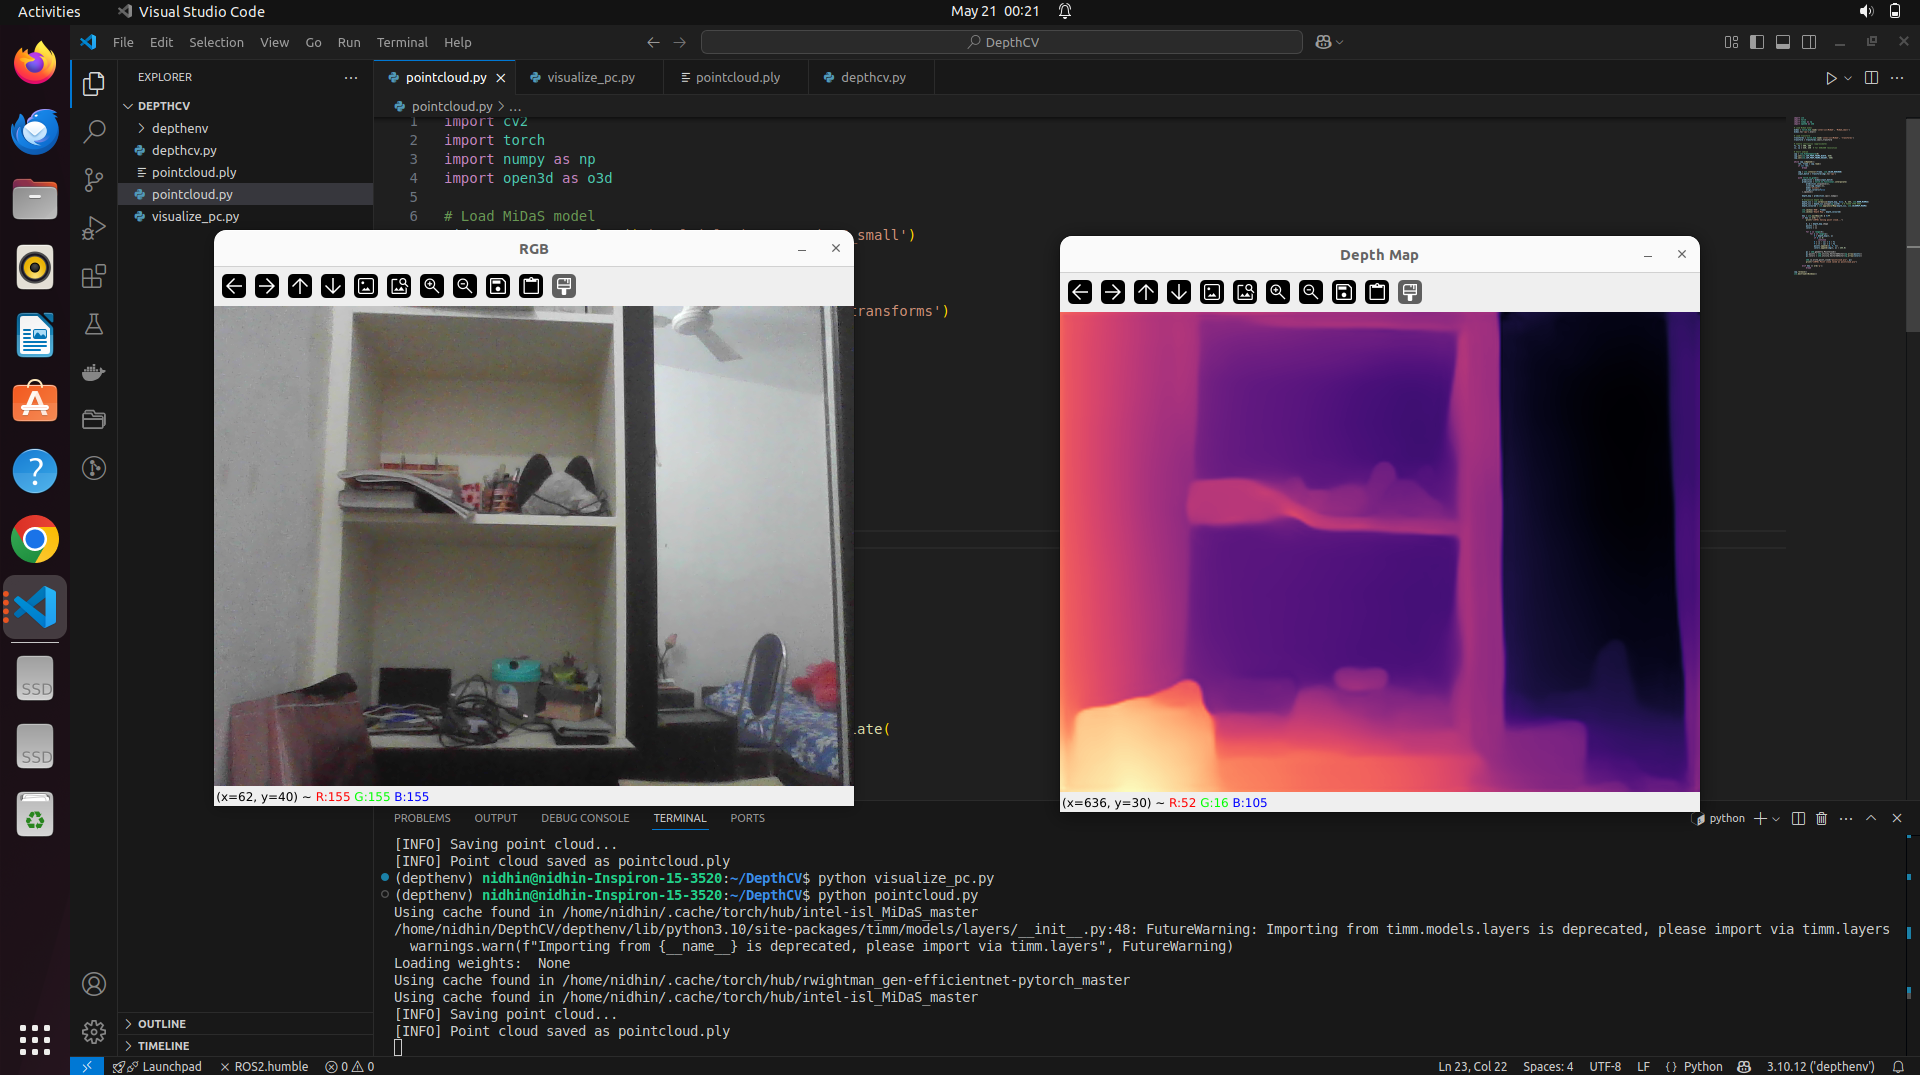 Activities
Visual Studio Code
May 21 00:21
File Edit Selection View Go Run Terminal Help
DepthCV
EXPLORER
pointcloud.py
visualize_pc.py
pointcloud.ply
depthcv.py
DEPTHCV
depthenv
depthcv.py
pointcloud.ply
pointcloud.py
visualize_pc.py
pointcloud.py > ...
1 import cv2
2 import torch
3 import numpy as np
4 import open3d as o3d
5
6 # Load MiDaS model
_small')
transforms')
ate(
RGB
(x=62, y=40) ~ R:155 G:155 B:155
Depth Map
(x=636, y=30) ~ R:52 G:16 B:105
PROBLEMS OUTPUT DEBUG CONSOLE TERMINAL PORTS
python
[INFO] Saving point cloud...
[INFO] Point cloud saved as pointcloud.ply
(depthenv) nidhin@nidhin-Inspiron-15-3520:~/DepthCV$ python visualize_pc.py
(depthenv) nidhin@nidhin-Inspiron-15-3520:~/DepthCV$ python pointcloud.py
Using cache found in /home/nidhin/.cache/torch/hub/intel-isl_MiDaS_master
/home/nidhin/DepthCV/depthenv/lib/python3.10/site-packages/timm/models/layers/__init__.py:48: FutureWarning: Importing from timm.models.layers is deprecated, please import via timm.layers
warnings.warn(f"Importing from {__name__} is deprecated, please import via timm.layers", FutureWarning)
Loading weights: None
Using cache found in /home/nidhin/.cache/torch/hub/rwightman_gen-efficientnet-pytorch_master
Using cache found in /home/nidhin/.cache/torch/hub/intel-isl_MiDaS_master
[INFO] Saving point cloud...
[INFO] Point cloud saved as pointcloud.ply
OUTLINE
TIMELINE
SSD
SSD
Launchpad
ROS2.humble
0 0
Ln 23, Col 22
Spaces: 4
UTF-8
LF
{ } Python
3.10.12 ('depthenv')